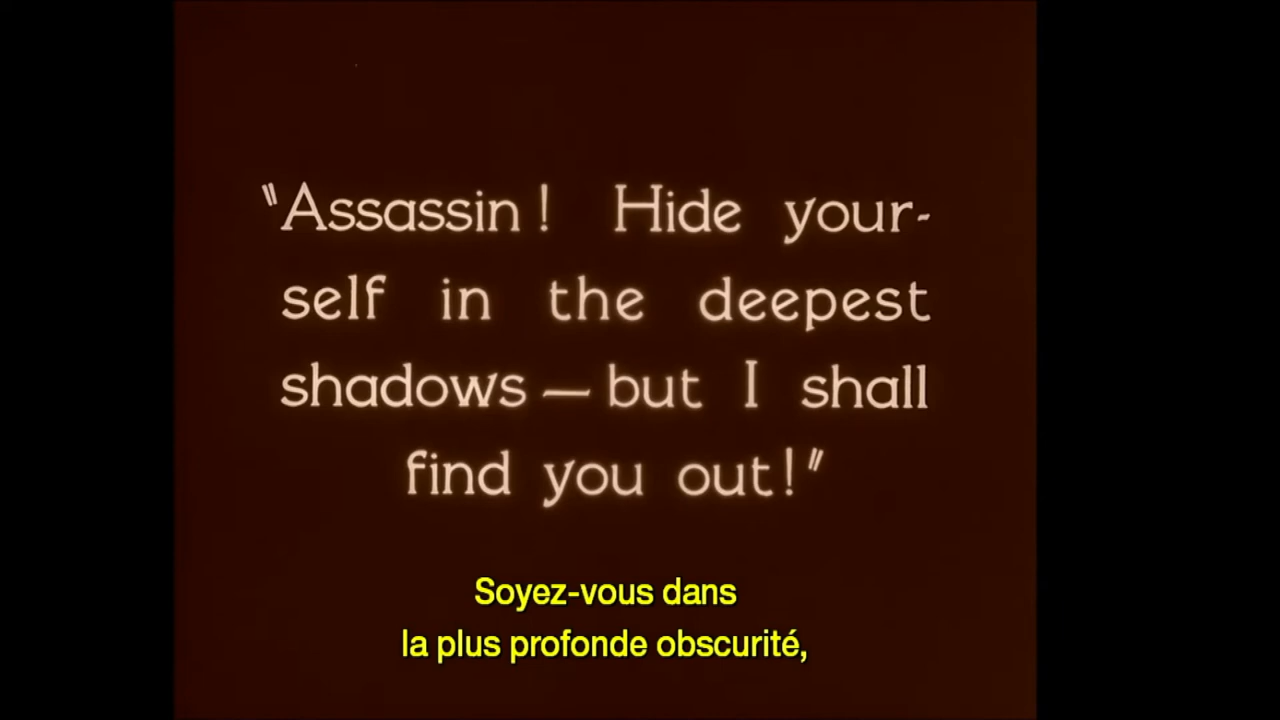 "Assassin! Hide your-
self in the deepest
shadows — but I shall
find you out!"
Soyez-vous dans
la plus profonde obscurité,